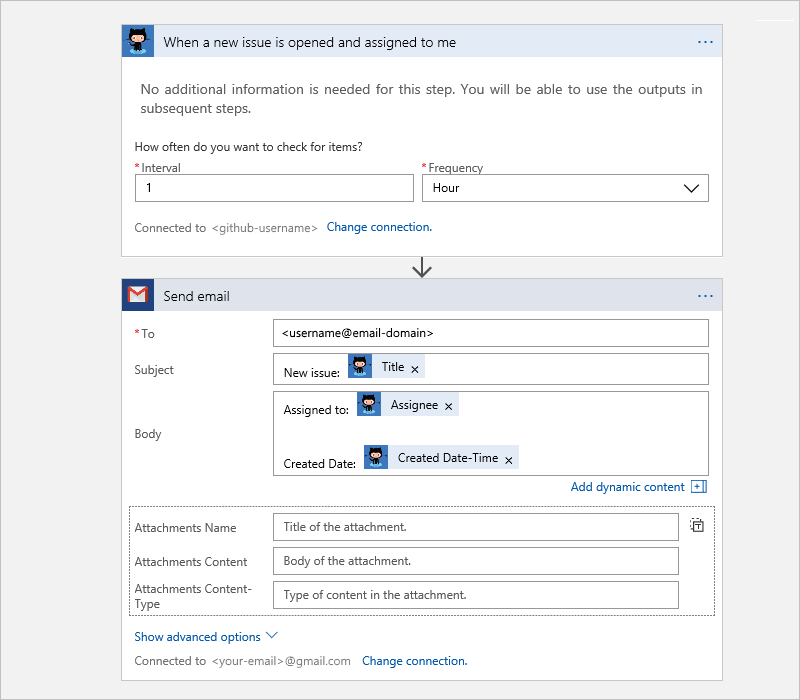 When a new issue is opened and assigned to me
No additional information is needed for this step. You will be able to use the outputs in
subsequent steps.
How often do you want to check for items?
*Interval
*Frequency
1
Hour
Connected to <github-username> Change connection.
Send email
*To
<username@email-domain>
Subject
New issue: Title ×
Body
Assigned to: Assignee ×
Created Date: Created Date-Time ×
Add dynamic content
Attachments Name
Title of the attachment.
Attachments Content
Body of the attachment.
Attachments Content-
Type
Type of content in the attachment.
Show advanced options
Connected to <your-email>@gmail.com Change connection.